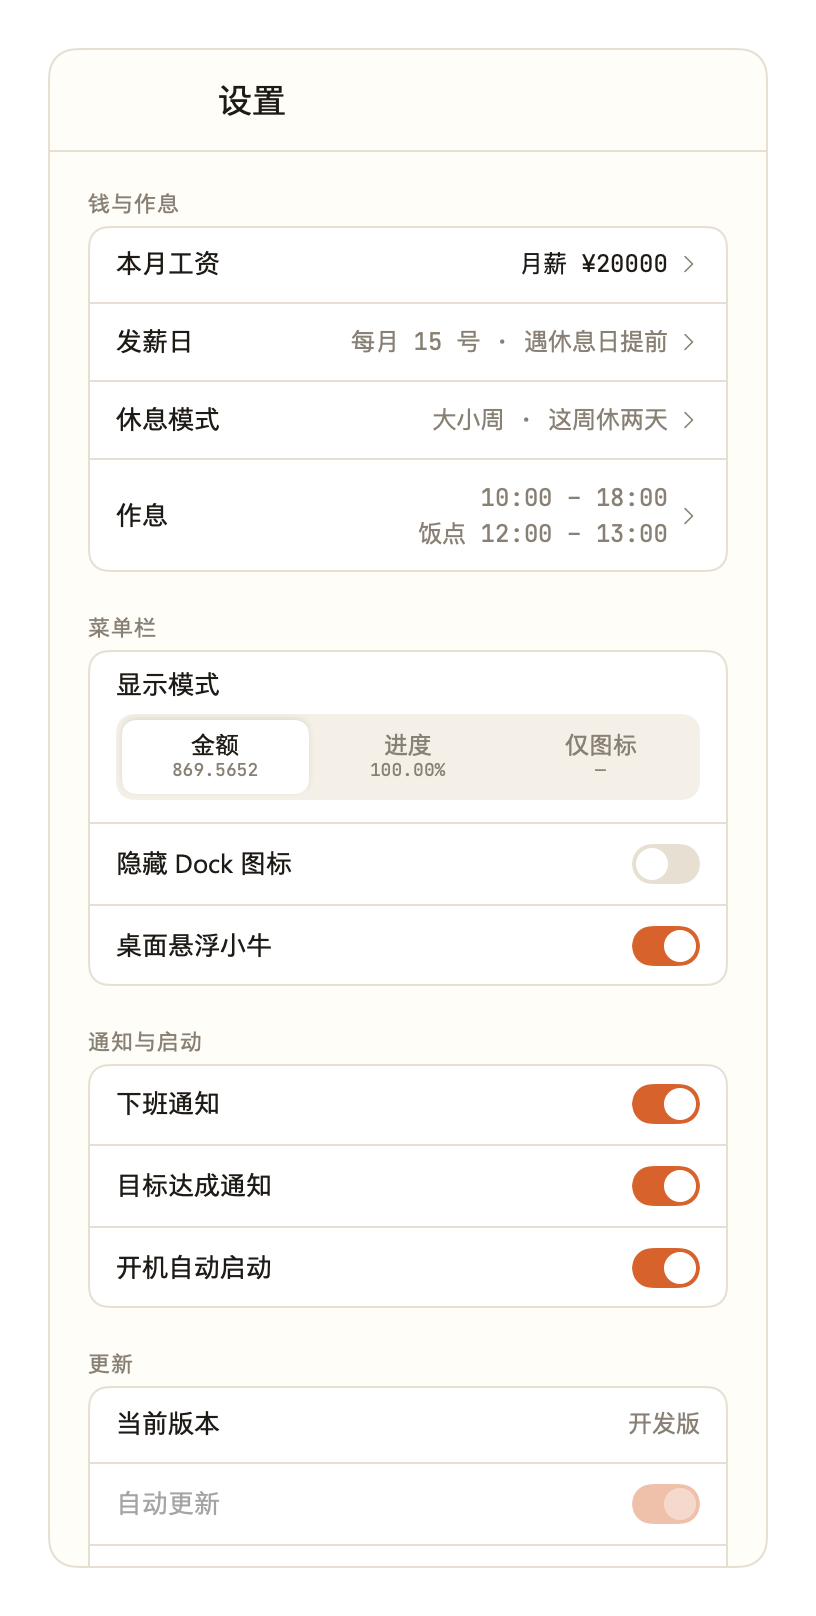 设置
钱与作息
本月工资 月薪 ¥20000
发薪日 每月 15 号 · 遇休息日提前
休息模式 大小周 · 这周休两天
作息 10:00 – 18:00
饭点 12:00 – 13:00
菜单栏
显示模式
金额 进度 仅图标
869.5652 100.00% —
隐藏 Dock 图标
桌面悬浮小牛
通知与启动
下班通知
目标达成通知
开机自动启动
更新
当前版本 开发版
自动更新